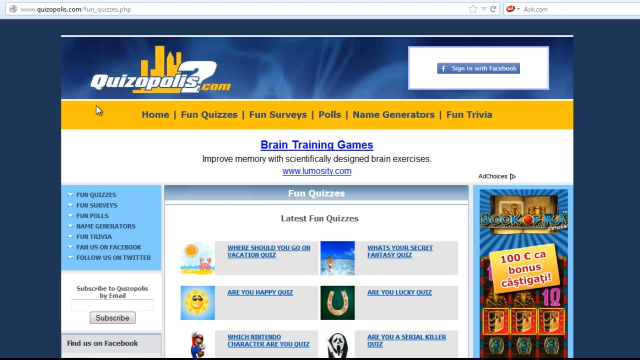 www.quizopolis.com/fun_quizzes.php
Ask.com
Quizopolis?.com
Sign in with Facebook
Home | Fun Quizzes | Fun Surveys | Polls | Name Generators | Fun Trivia
Brain Training Games
Improve memory with scientifically designed brain exercises.
www.lumosity.com
AdChoices
FUN QUIZZES
FUN SURVEYS
FUN POLLS
NAME GENERATORS
FUN TRIVIA
FAN US ON FACEBOOK
FOLLOW US ON TWITTER
Subscribe to Quizopolis
by Email
Subscribe
Find us on Facebook
Fun Quizzes
Latest Fun Quizzes
WHERE SHOULD YOU GO ON
VACATION QUIZ
WHATS YOUR SECRET
FANTASY QUIZ
ARE YOU HAPPY QUIZ
ARE YOU LUCKY QUIZ
WHICH NINTENDO
CHARACTER ARE YOU QUIZ
ARE YOU A SERIAL KILLER
QUIZ
BOOK OF RA
100 € ca
bonus
câştigaţi!
10